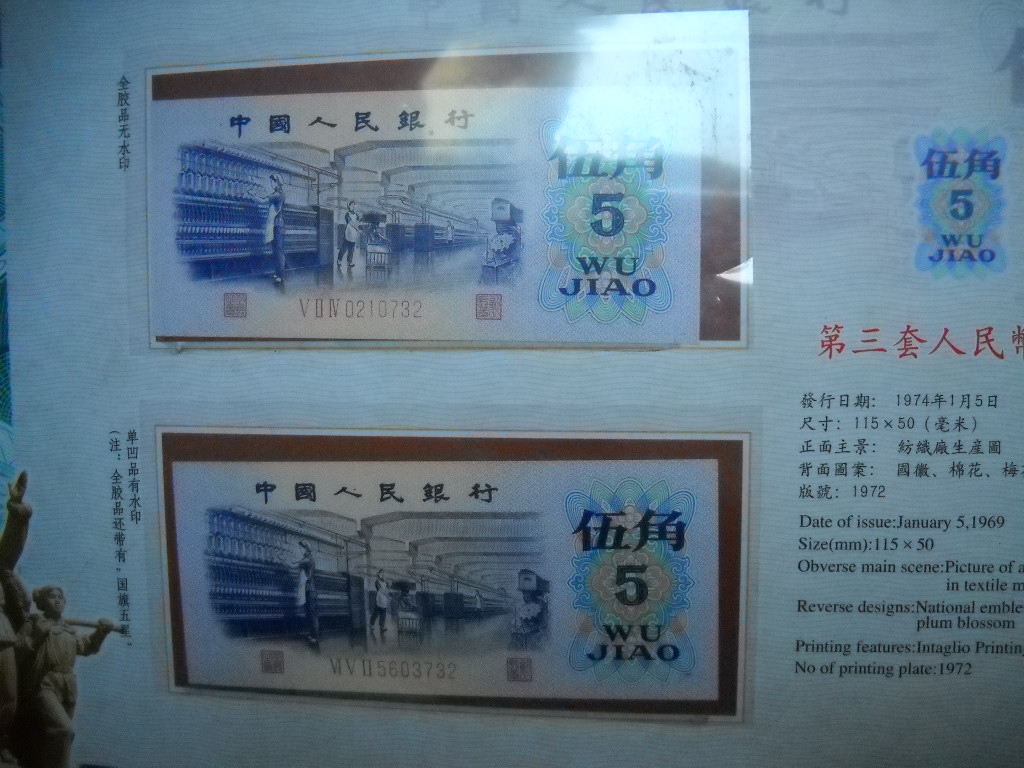 全胶品无水印
中國人民銀行
伍角
5
WU
JIAO
VⅡⅣ0210732
单凹品有水印
(注:全胶品还带有"国旗五星"
中國人民銀行
伍角
5
WU
JIAO
ⅥⅤⅡ5603732
伍角
5
WU
JIAO
第三套人民幣
發行日期: 1974年1月5日
尺寸: 115×50 (毫米)
正面主景: 紡織廠生產圖
背面圖案: 國徽、棉花、梅
版號: 1972
Date of issue:January 5,1969
Size(mm):115×50
Obverse main scene:Picture of a
in textile m
Reverse designs:National emble
plum blossom
Printing features:Intaglio Printing
No of printing plate:1972